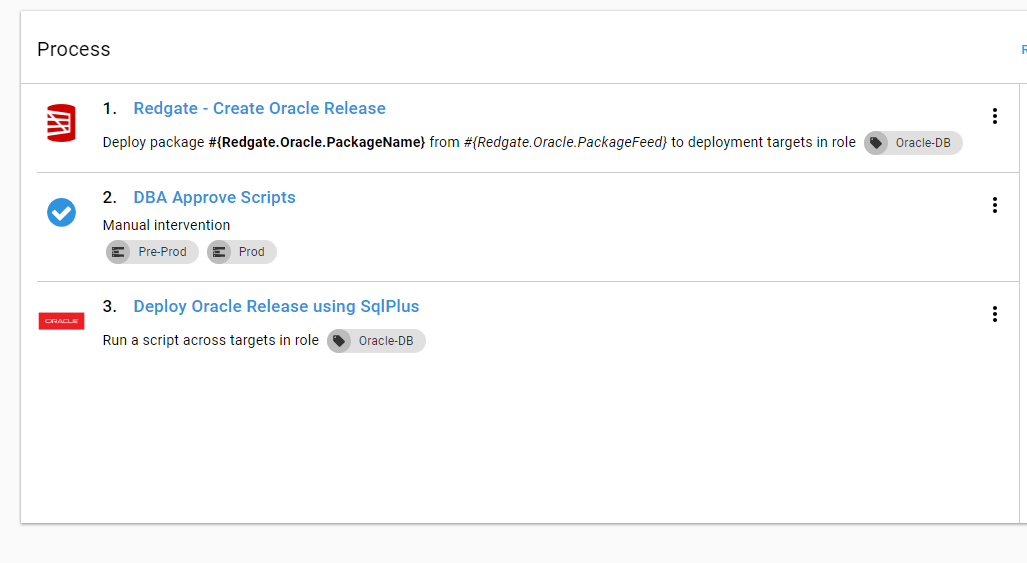 Process
R
1. Redgate - Create Oracle Release
Deploy package #{Redgate.Oracle.PackageName} from #{Redgate.Oracle.PackageFeed} to deployment targets in role Oracle-DB
2. DBA Approve Scripts
Manual intervention
Pre-Prod Prod
ORACLE
3. Deploy Oracle Release using SqlPlus
Run a script across targets in role Oracle-DB